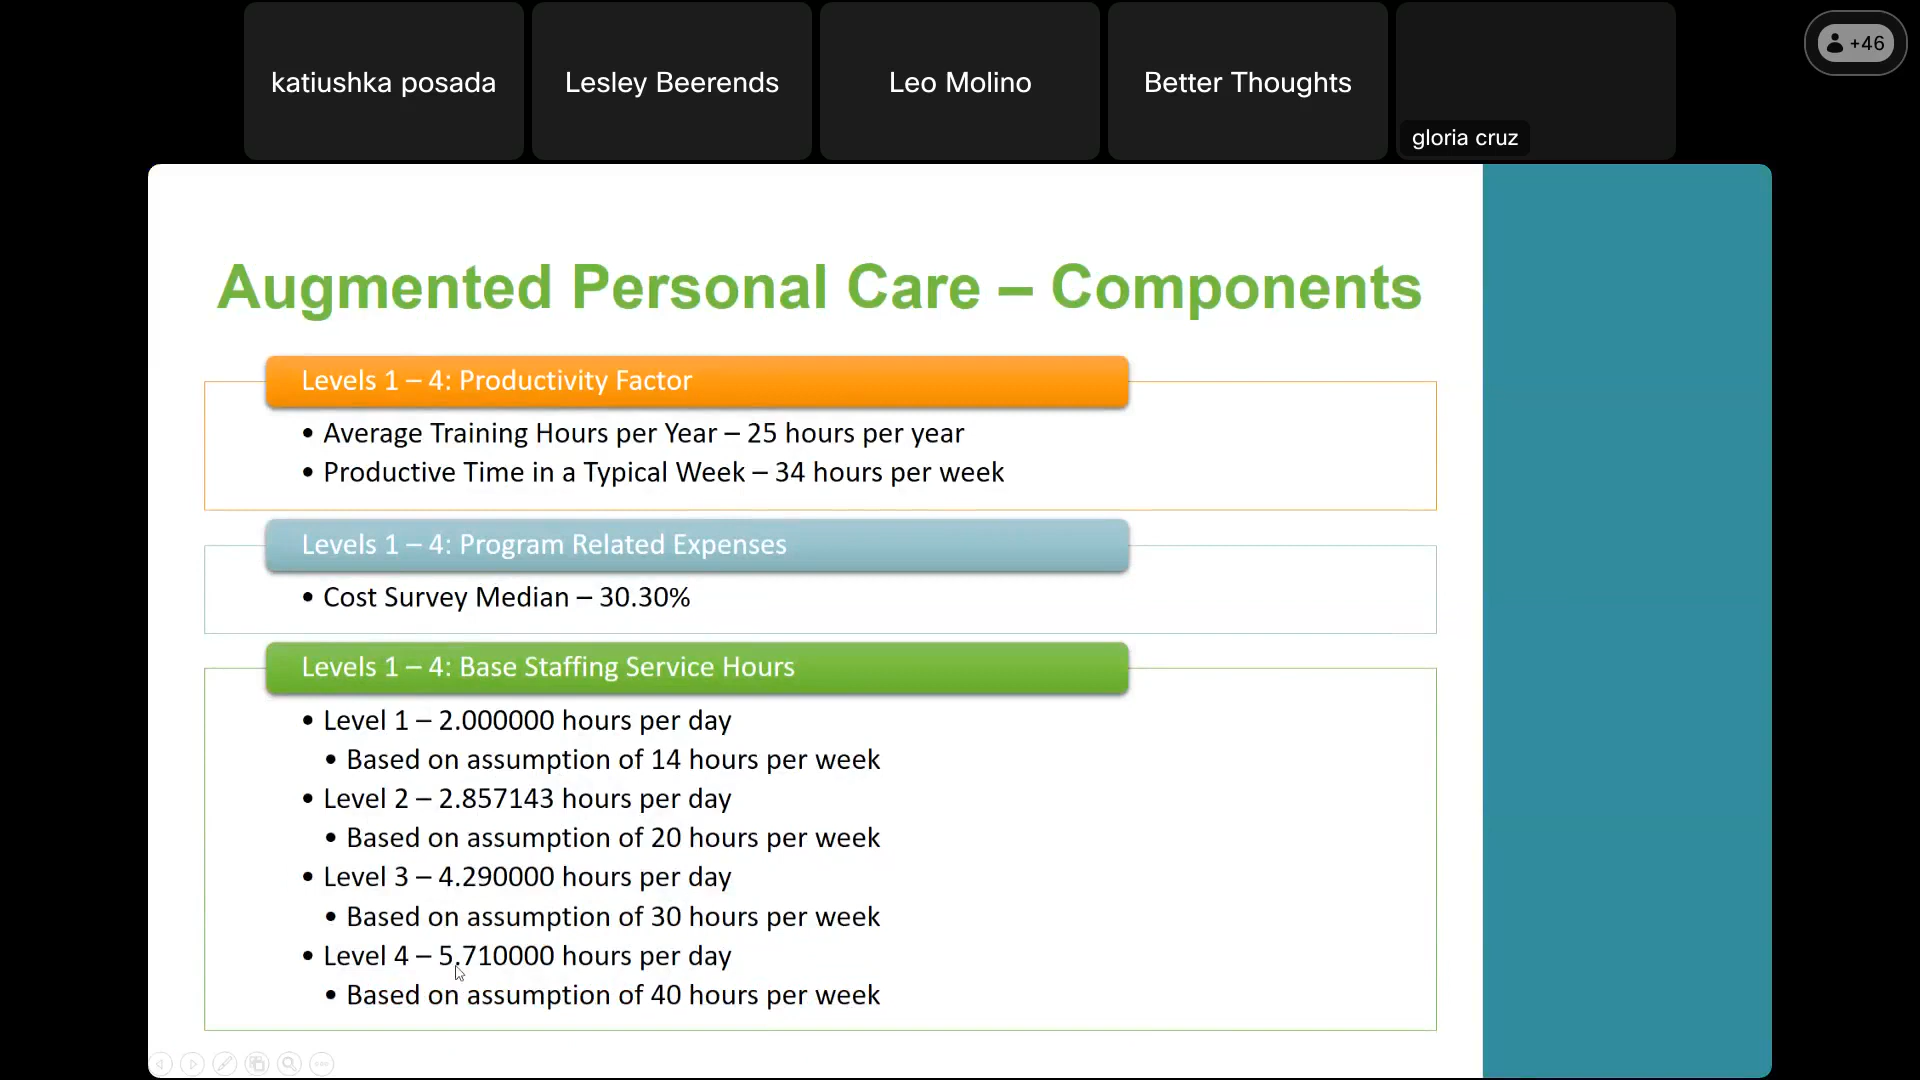 katiushka posada
Lesley Beerends
Leo Molino
Better Thoughts
gloria cruz
+46
Augmented Personal Care – Components
Levels 1 – 4: Productivity Factor
• Average Training Hours per Year – 25 hours per year
• Productive Time in a Typical Week – 34 hours per week
Levels 1 – 4: Program Related Expenses
• Cost Survey Median – 30.30%
Levels 1 – 4: Base Staffing Service Hours
• Level 1 – 2.000000 hours per day
• Based on assumption of 14 hours per week
• Level 2 – 2.857143 hours per day
• Based on assumption of 20 hours per week
• Level 3 – 4.290000 hours per day
• Based on assumption of 30 hours per week
• Level 4 – 5.710000 hours per day
• Based on assumption of 40 hours per week